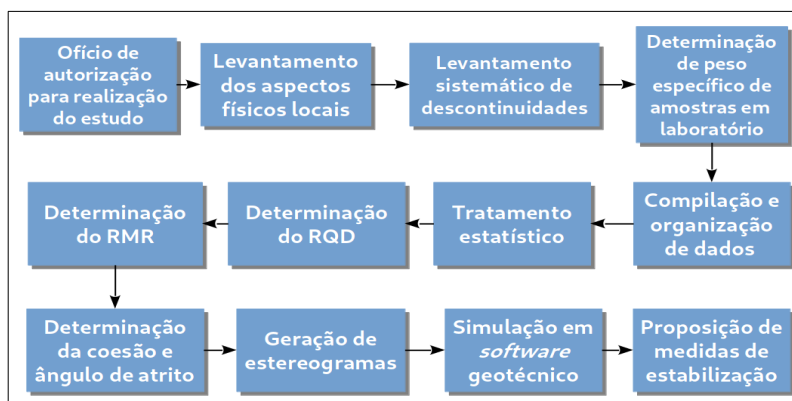 Ofício de
autorização
para realização
do estudo
Levantamento
dos aspectos
físicos locais
Levantamento
sistemático de
descontinuidades
Determinação
de peso
específico de
amostras em
laboratório
Compilação e
organização
de dados
Tratamento
estatístico
Determinação
do RQD
Determinação
do RMR
Determinação
da coesão e
ângulo de atrito
Geração de
estereogramas
Simulação em
software
geotécnico
Proposição de
medidas de
estabilização